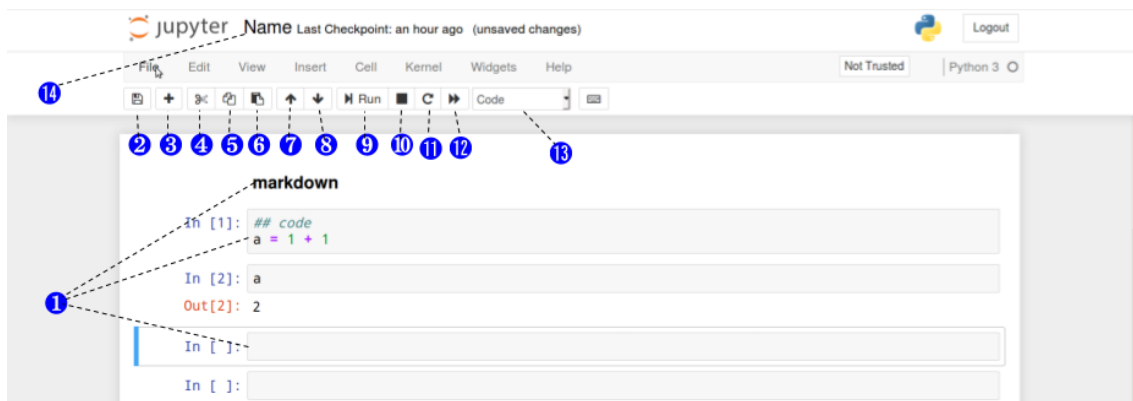 jupyter Name Last Checkpoint: an hour ago (unsaved changes) Logout
File Edit View Insert Cell Kernel Widgets Help Not Trusted Python 3
14
Run Code
2 3 4 5 6 7 8 9 10 11 12 13
markdown
In [1]: ## code
a = 1 + 1
In [2]: a
1
Out[2]: 2
In [ ]:
In [ ]: